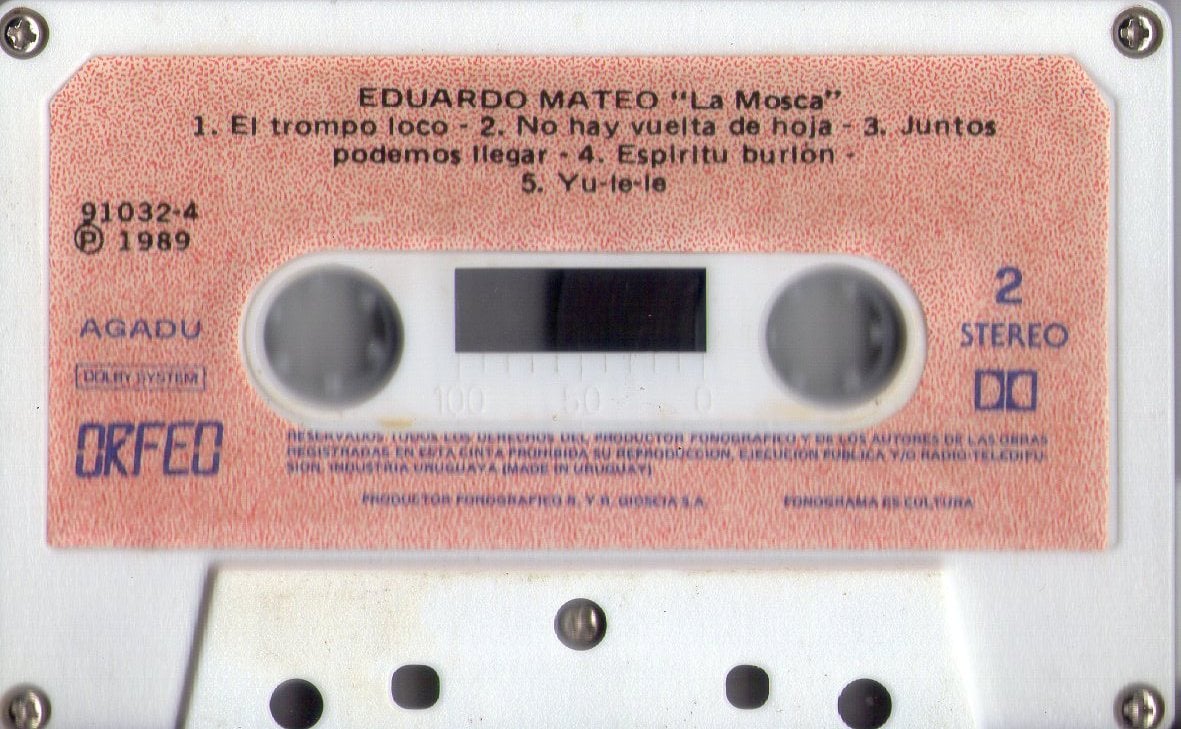 EDUARDO MATEO "La Mosca"
1. El trompo loco - 2. No hay vuelta de hoja - 3. Juntos
podemos llegar - 4. Espiritu burlón -
5. Yu-le-le
91032-4
Ⓟ 1989
2
AGADU
STEREO
DOLBY SYSTEM
ORFEO
100 50 0
RESERVADOS TODOS LOS DERECHOS DEL PRODUCTOR FONOGRAFICO Y DE LOS AUTORES DE LAS OBRAS
REGISTRADAS EN ESTA CINTA PROHIBIDA SU REPRODUCCION, EJECUCION PUBLICA Y/O RADIO-TELEDIFU-
SION. INDUSTRIA URUGUAYA (MADE IN URUGUAY)
PRODUCTOR FONOGRAFICO R. Y R. GIOSCIA S.A. FONOGRAMA ES CULTURA